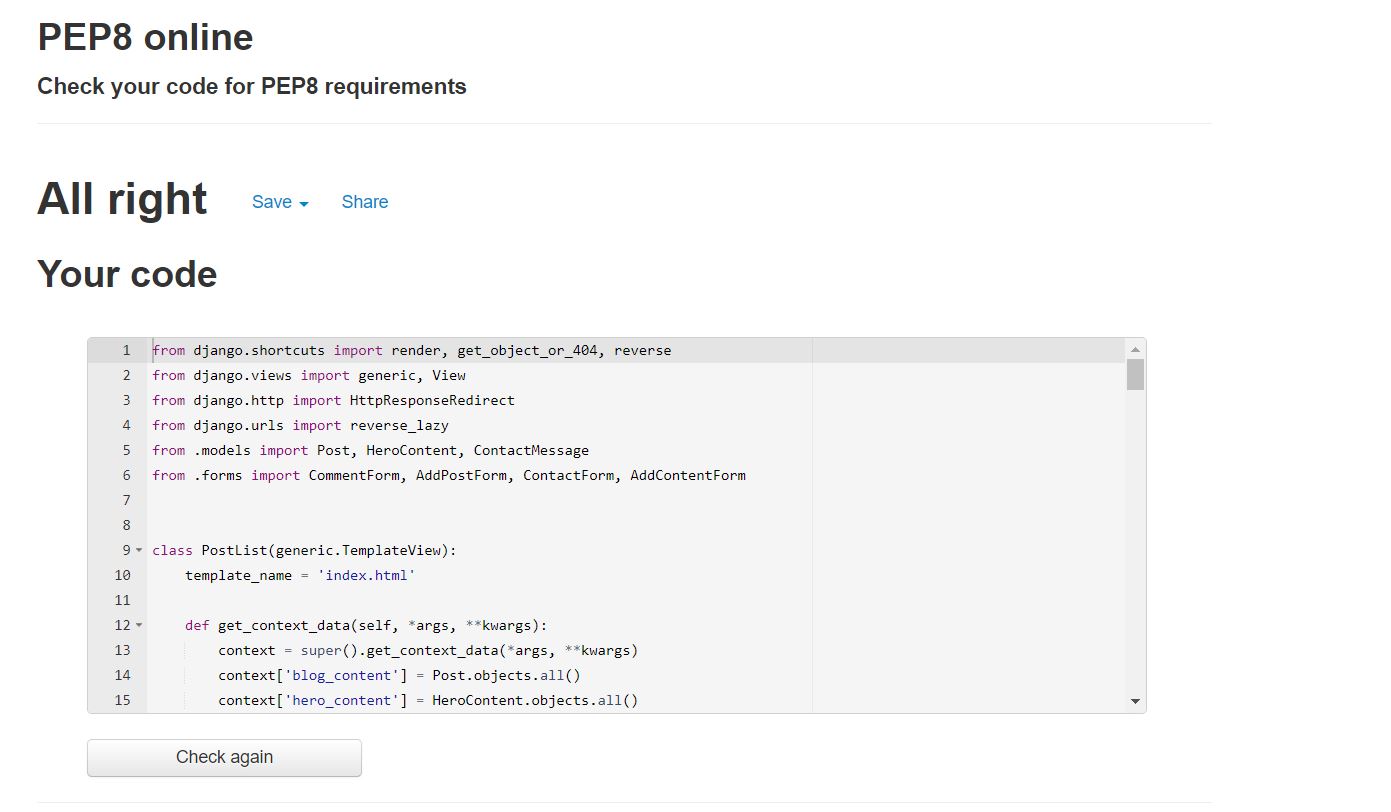 PEP8 online
Check your code for PEP8 requirements
All right Save Share
Your code
1 from django.shortcuts import render, get_object_or_404, reverse
2 from django.views import generic, View
3 from django.http import HttpResponseRedirect
4 from django.urls import reverse_lazy
5 from .models import Post, HeroContent, ContactMessage
6 from .forms import CommentForm, AddPostForm, ContactForm, AddContentForm
7
8
9 class PostList(generic.TemplateView):
10     template_name = 'index.html'
11
12     def get_context_data(self, *args, **kwargs):
13         context = super().get_context_data(*args, **kwargs)
14         context['blog_content'] = Post.objects.all()
15         context['hero_content'] = HeroContent.objects.all()
Check again